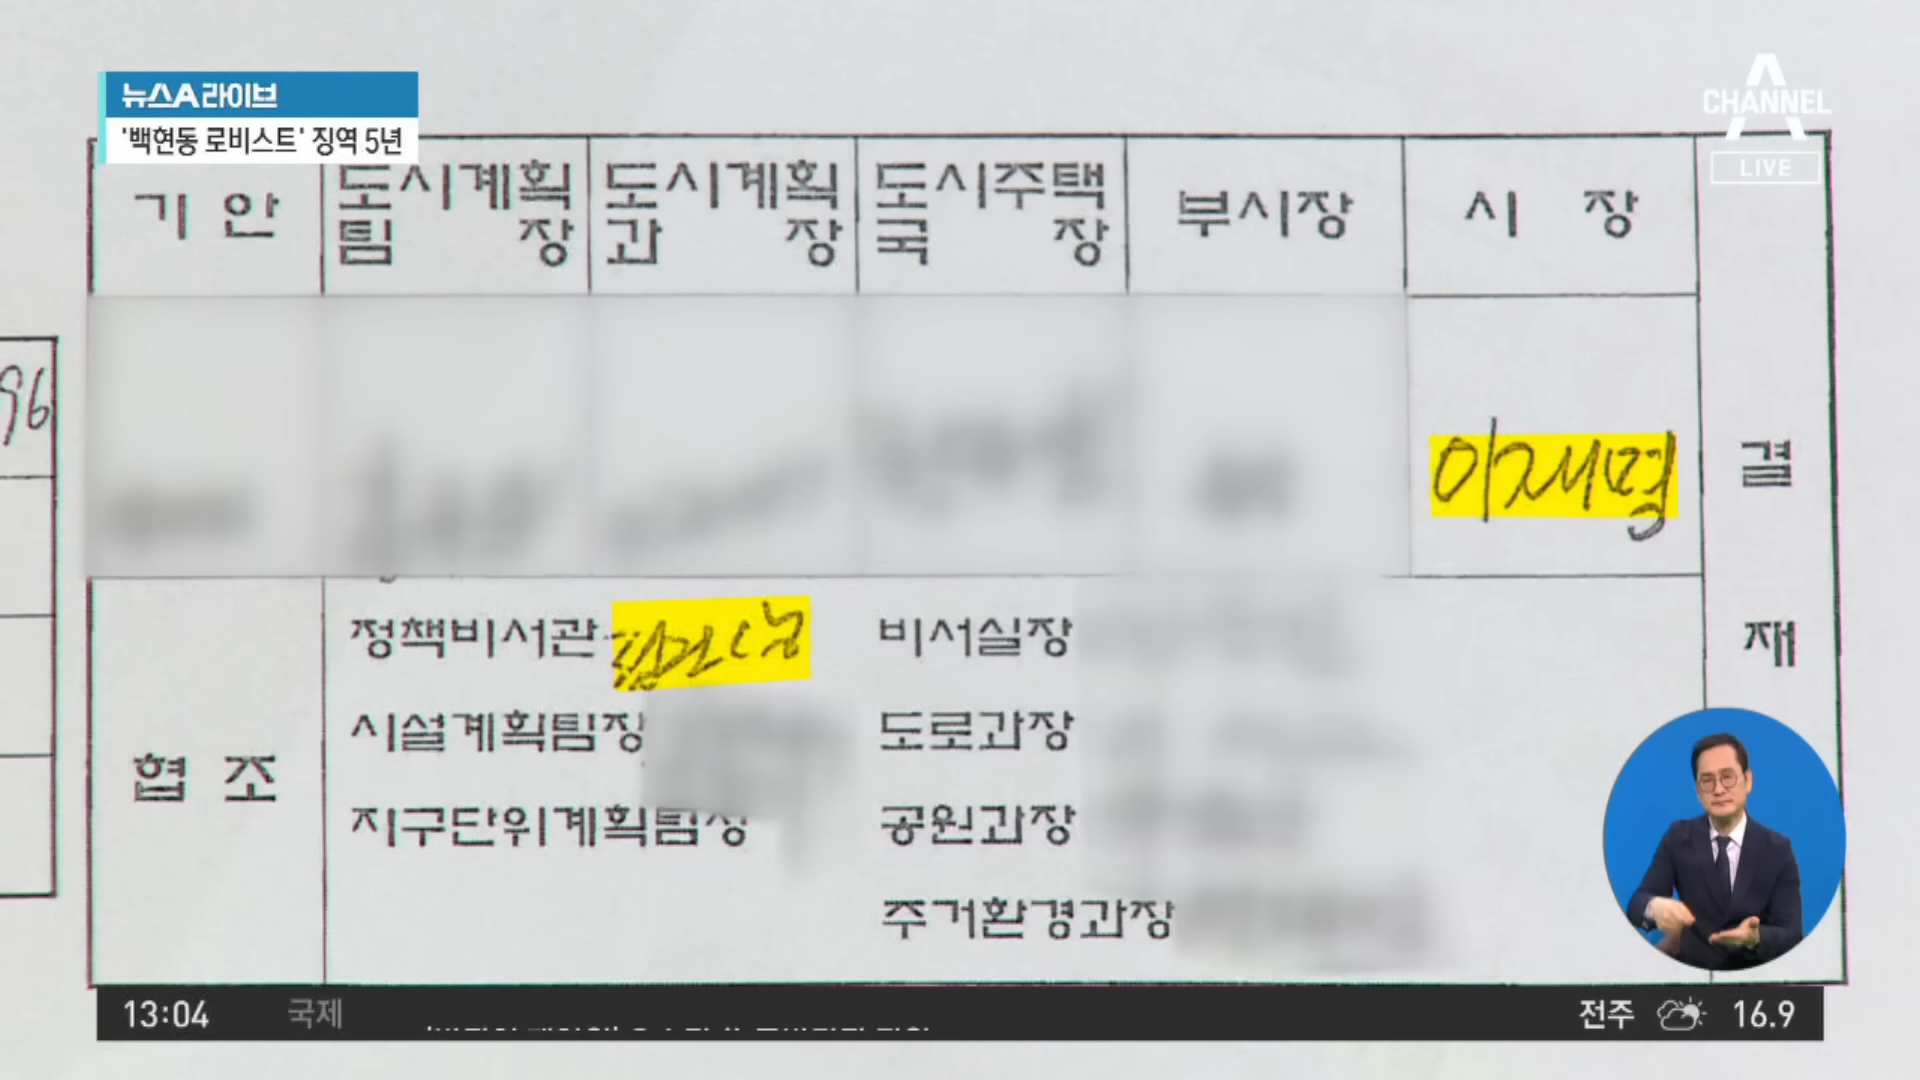 뉴스A 라이브
'백현동 로비스트' 징역 5년
CHANNEL A
LIVE
기 안
도시계획팀장
도시계획과장
도시주택국장
부시장
시 장
결 재
96
이재명
정책비서관
비서실장
시설계획팀장
도로과장
협 조
지구단위계획팀장
공원과장
주거환경과장
13:04
국제
전주
16.9